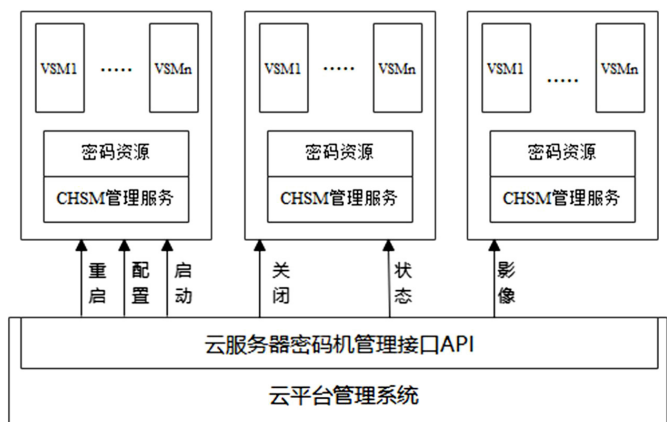 VSM1 ..... VSMn
VSM1 ..... VSMn
VSM1 ..... VSMn
密码资源
CHSM管理服务
密码资源
CHSM管理服务
密码资源
CHSM管理服务
重启
配置
启动
关闭
状态
影像
云服务器密码机管理接口API
云平台管理系统